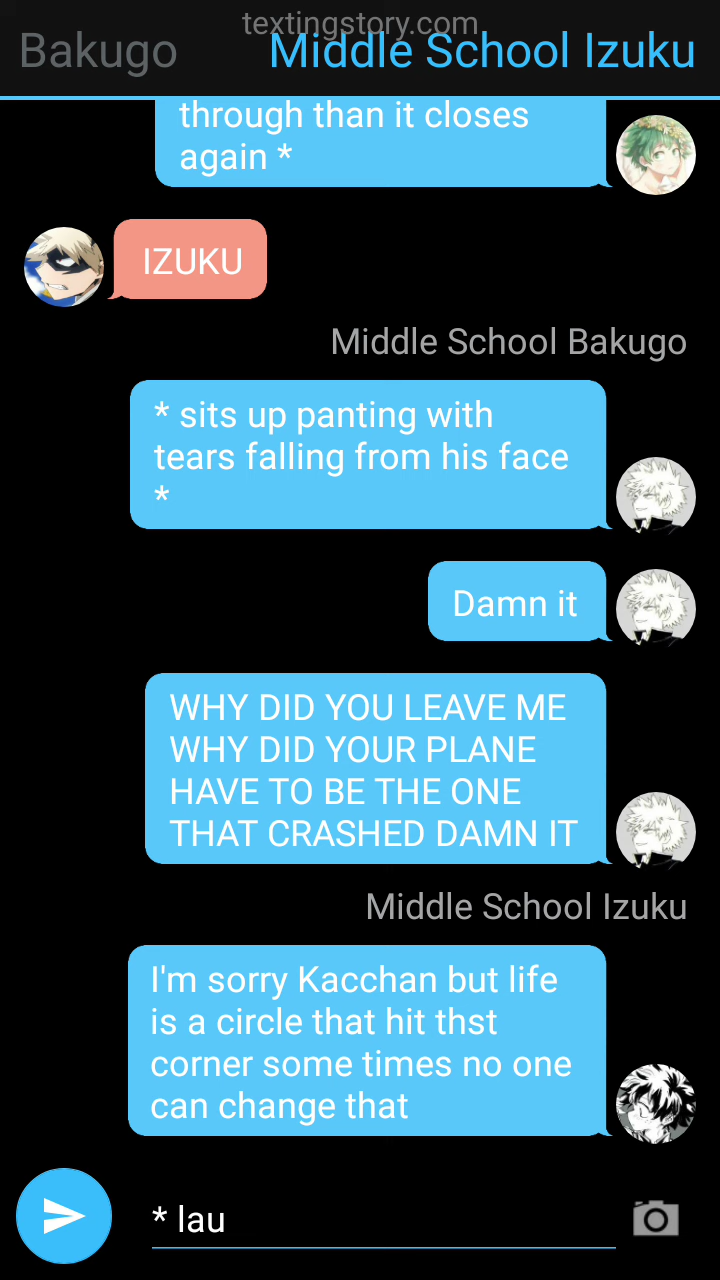 textingstory.com
Bakugo
Middle School Izuku
through than it closes
again *
IZUKU
Middle School Bakugo
* sits up panting with
tears falling from his face
*
Damn it
WHY DID YOU LEAVE ME
WHY DID YOUR PLANE
HAVE TO BE THE ONE
THAT CRASHED DAMN IT
Middle School Izuku
I'm sorry Kacchan but life
is a circle that hit thst
corner some times no one
can change that
* lau